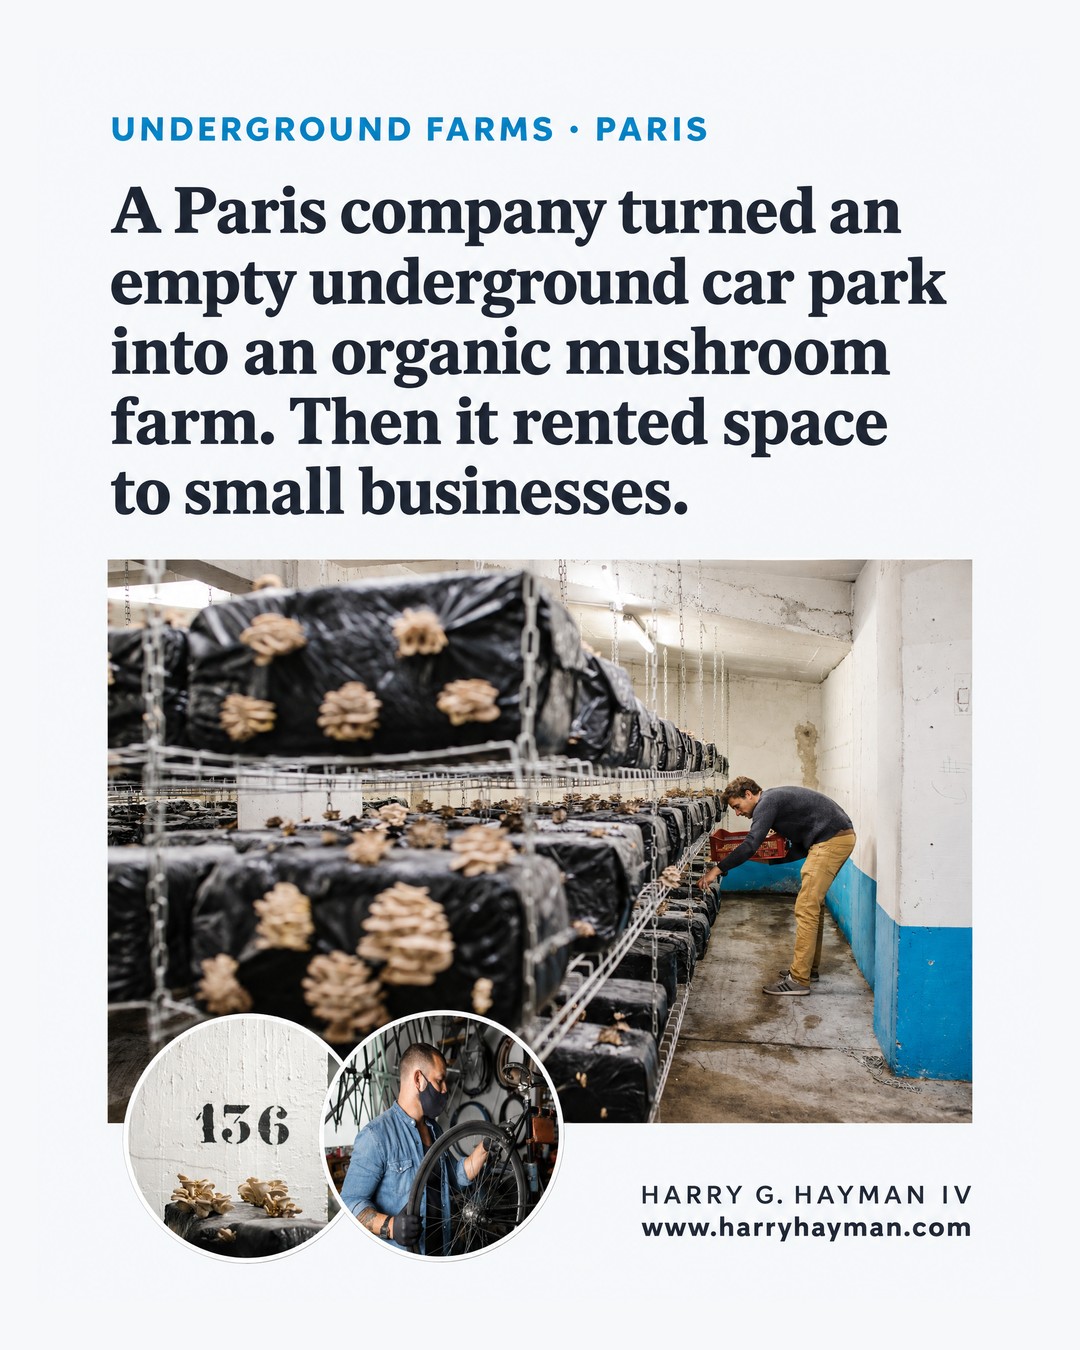 UNDERGROUND FARMS • PARIS
A Paris company turned an
empty underground car park
into an organic mushroom
farm. Then it rented space
to small businesses.
136
HARRY G. HAYMAN IV
www.harryhayman.com